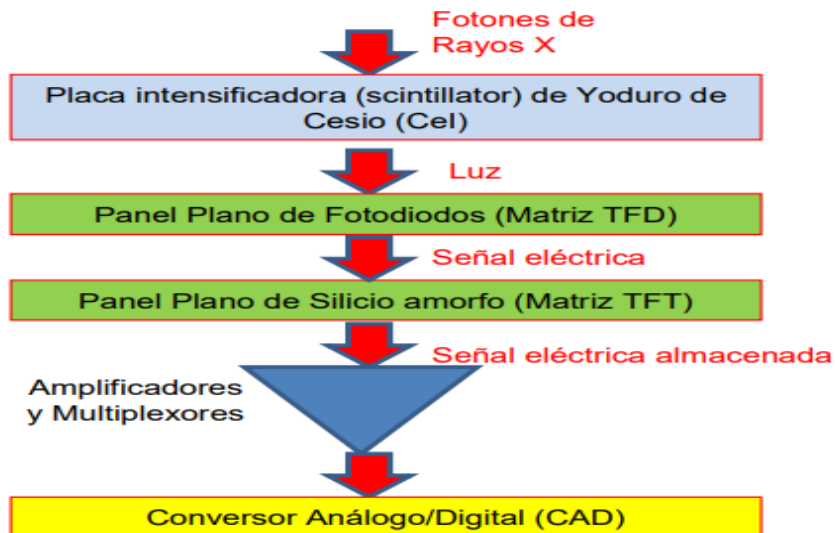 Fotones de
Rayos X
Placa intensificadora (scintillator) de Yoduro de
Cesio (CeI)
Luz
Panel Plano de Fotodiodos (Matriz TFD)
Señal eléctrica
Panel Plano de Silicio amorfo (Matriz TFT)
Señal eléctrica almacenada
Amplificadores
y Multiplexores
Conversor Análogo/Digital (CAD)